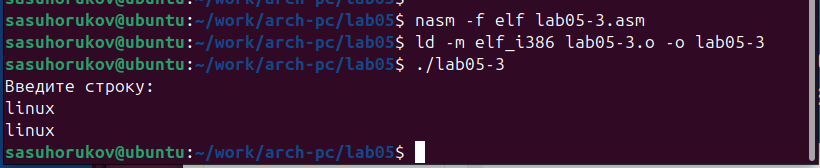 sasuhorukov@ubuntu:~/work/arch-pc/lab05$ nasm -f elf lab05-3.asm
sasuhorukov@ubuntu:~/work/arch-pc/lab05$ ld -m elf_i386 lab05-3.o -o lab05-3
sasuhorukov@ubuntu:~/work/arch-pc/lab05$ ./lab05-3
Введите строку:
linux
linux
sasuhorukov@ubuntu:~/work/arch-pc/lab05$